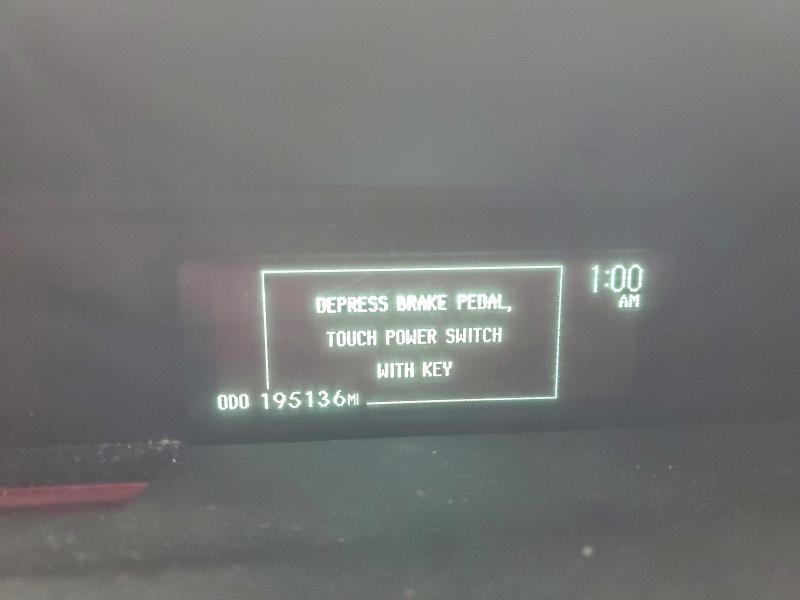 1:00
AM
DEPRESS BRAKE PEDAL,
TOUCH POWER SWITCH
WITH KEY
ODO 195136MI